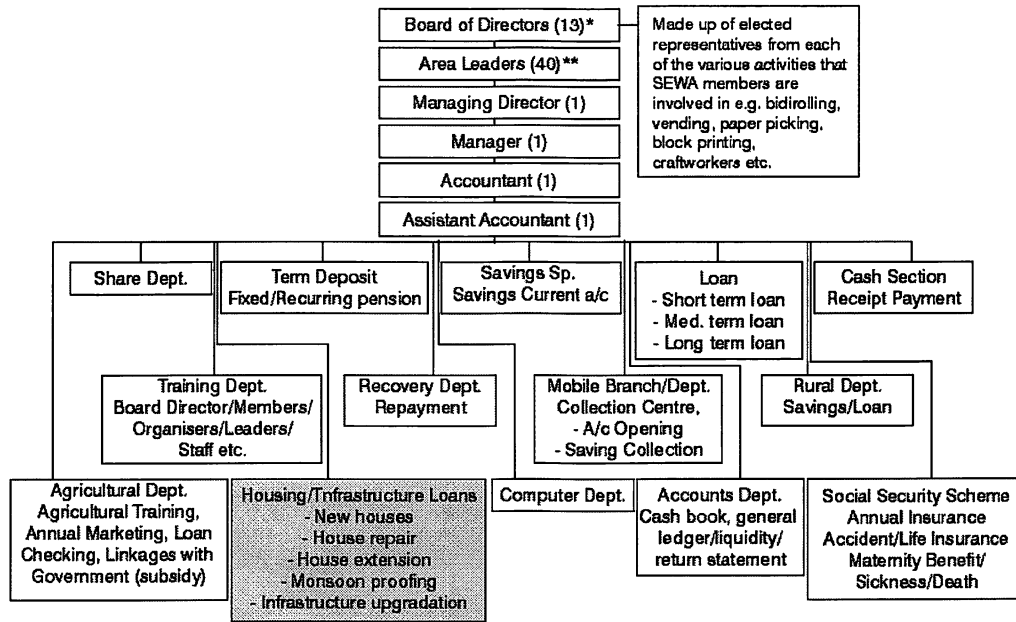 Board of Directors (13)*
Made up of elected
representatives from each
of the various activities that
SEWA members are
involved in e.g. bidirolling,
vending, paper picking,
block printing,
craftworkers etc.
Area Leaders (40)**
Managing Director (1)
Manager (1)
Accountant (1)
Assistant Accountant (1)
Share Dept.
Term Deposit
Fixed/Recurring pension
Savings Sp.
Savings Current a/c
Loan
- Short term loan
- Med. term loan
- Long term loan
Cash Section
Receipt Payment
Training Dept.
Board Director/Members/
Organisers/Leaders/
Staff etc.
Recovery Dept.
Repayment
Mobile Branch/Dept.
Collection Centre,
- A/c Opening
- Saving Collection
Rural Dept.
Savings/Loan
Agricultural Dept.
Agricultural Training,
Annual Marketing, Loan
Checking, Linkages with
Government (subsidy)
Housing/Tnfrastructure Loans
- New houses
- House repair
- House extension
- Monsoon proofing
- Infrastructure upgradation
Computer Dept.
Accounts Dept.
Cash book, general
ledger/liquidity/
return statement
Social Security Scheme
Annual Insurance
Accident/Life Insurance
Maternity Benefit/
Sickness/Death